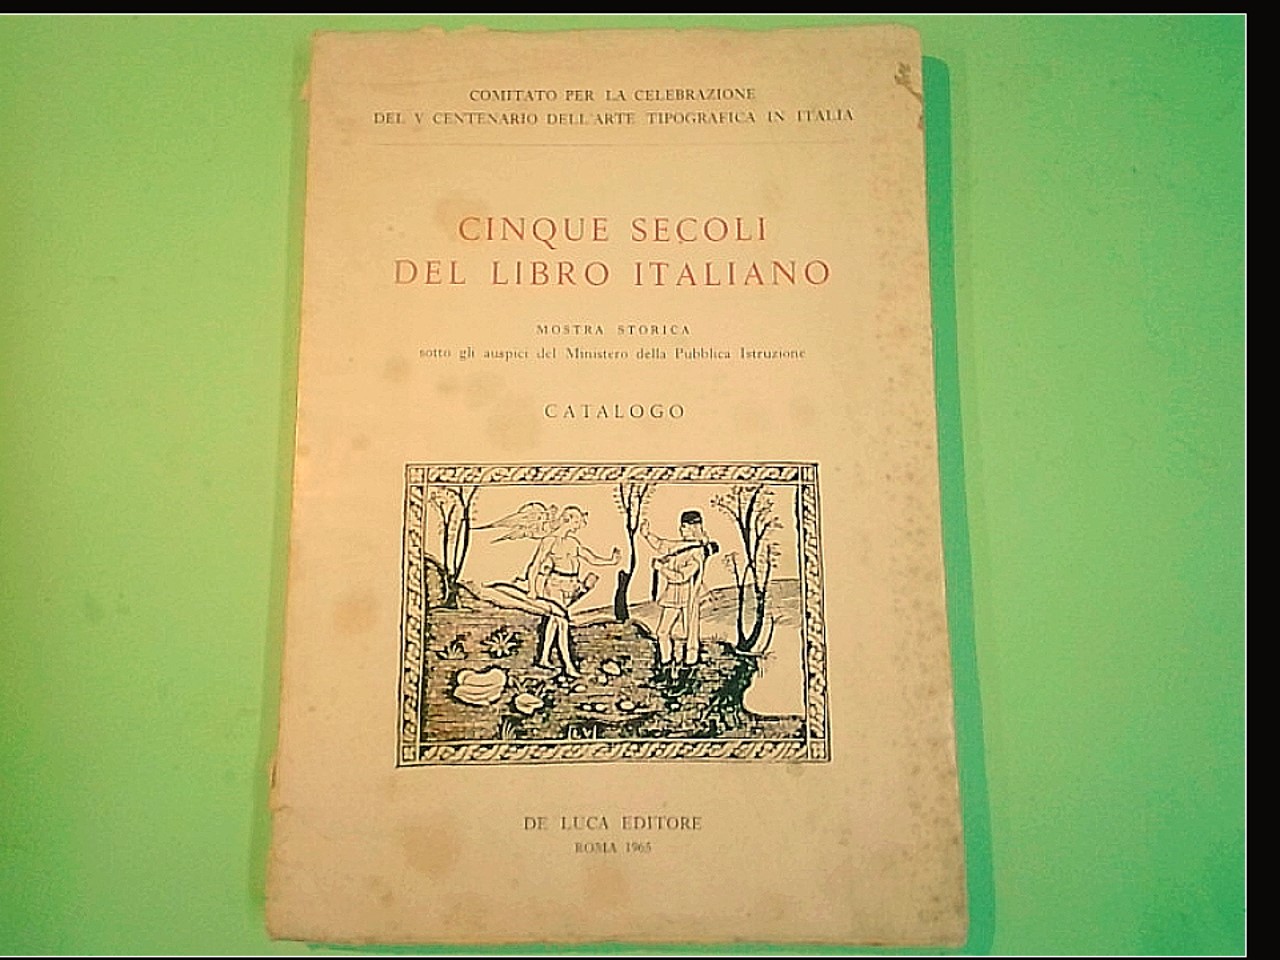 COMITATO PER LA CELEBRAZIONE
DEL V CENTENARIO DELL'ARTE TIPOGRAFICA IN ITALIA
CINQUE SECOLI
DEL LIBRO ITALIANO
MOSTRA STORICA
sotto gli auspici del Ministero della Pubblica Istruzione
CATALOGO
LV
DE LUCA EDITORE
ROMA 1965